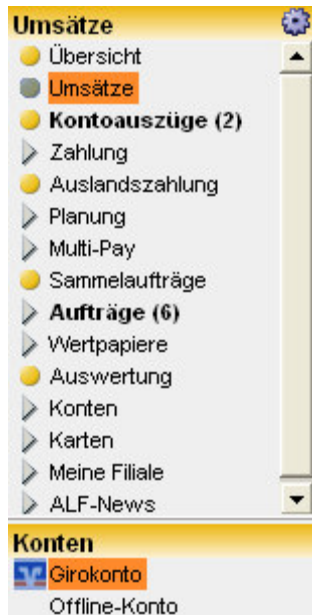 Umsätze
Übersicht
Umsätze
Kontoauszüge (2)
Zahlung
Auslandszahlung
Planung
Multi-Pay
Sammelaufträge
Aufträge (6)
Wertpapiere
Auswertung
Konten
Karten
Meine Filiale
ALF-News
Konten
Girokonto
Offline-Konto